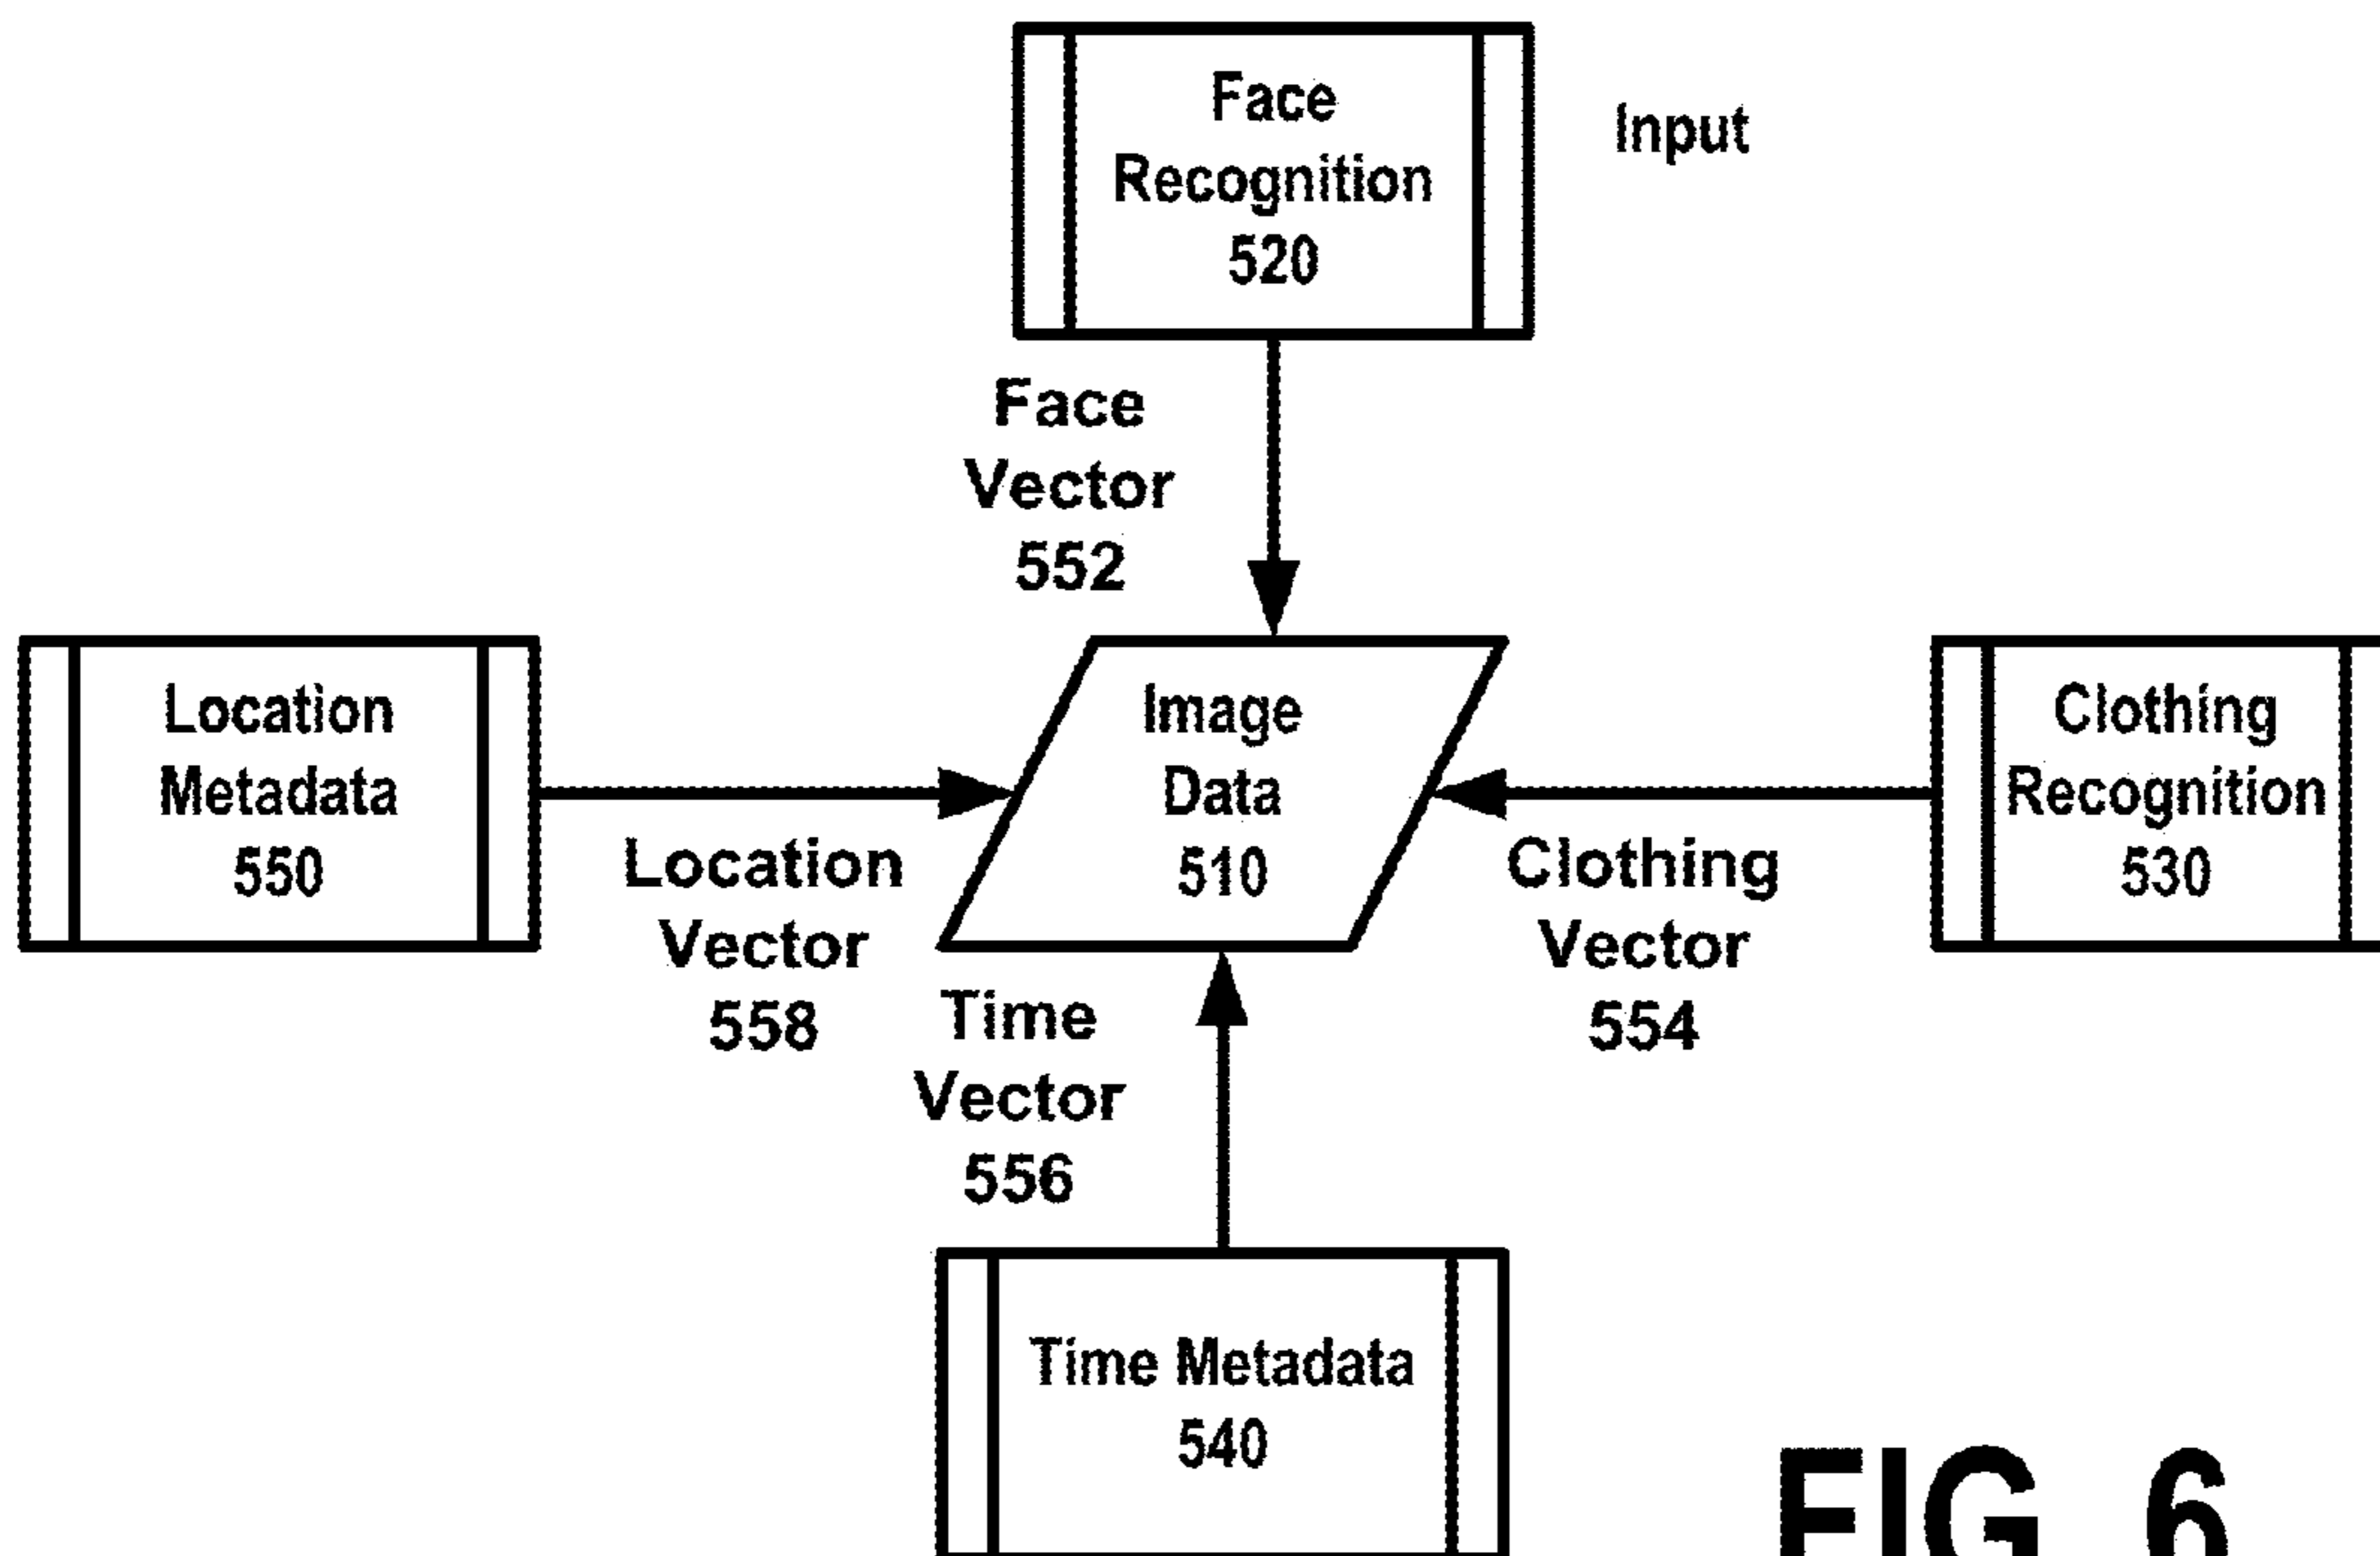 Face
Recognition
520
Input
Face
Vector
552
Location
Metadata
550
Image
Data
510
Clothing
Recognition
530
Location
Vector
558
Clothing
Vector
554
Time
Vector
556
Time Metadata
540
FIG 6